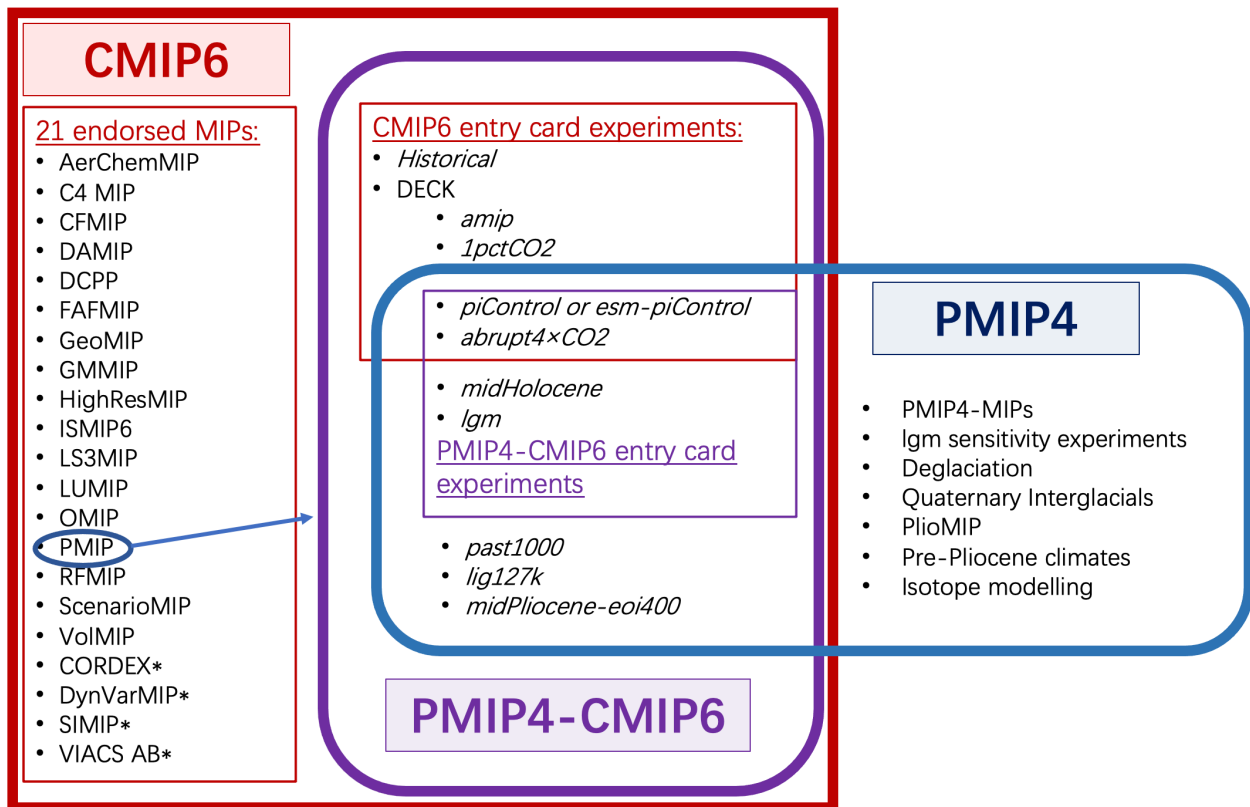 CMIP6
21 endorsed MIPs:
• AerChemMIP
• C4 MIP
• CFMIP
• DAMIP
• DCPP
• FAFMIP
• GeoMIP
• GMMIP
• HighResMIP
• ISMIP6
• LS3MIP
• LUMIP
• OMIP
• PMIP
• RFMIP
• ScenarioMIP
• VolMIP
• CORDEX*
• DynVarMIP*
• SIMIP*
• VIACS AB*
CMIP6 entry card experiments:
• Historical
• DECK
• amip
• 1pctCO2
• piControl or esm-piControl
• abrupt4×CO2
• midHolocene
• lgm
PMIP4-CMIP6 entry card
experiments
• past1000
• lig127k
• midPliocene-eoi400
PMIP4-CMIP6
PMIP4
• PMIP4-MIPs
• lgm sensitivity experiments
• Deglaciation
• Quaternary Interglacials
• PlioMIP
• Pre-Pliocene climates
• Isotope modelling